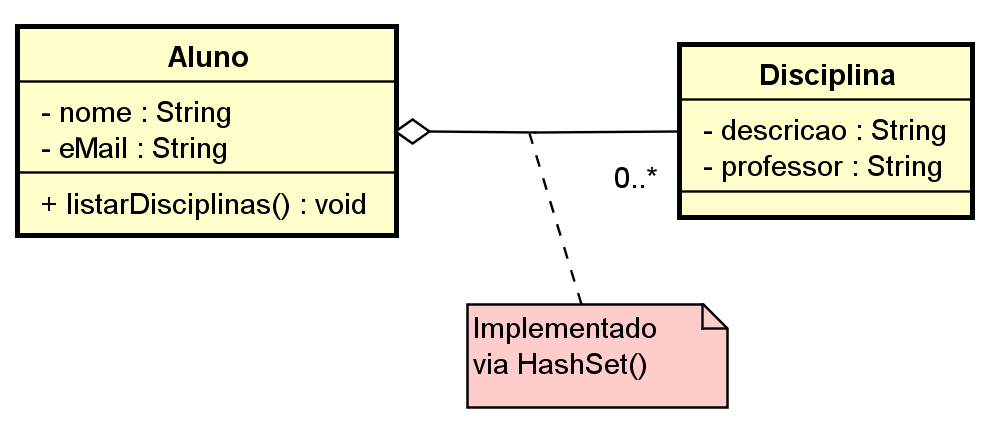 Aluno
- nome : String
- eMail : String
+ listarDisciplinas() : void
Disciplina
- descricao : String
- professor : String
0..*
Implementado
via HashSet()